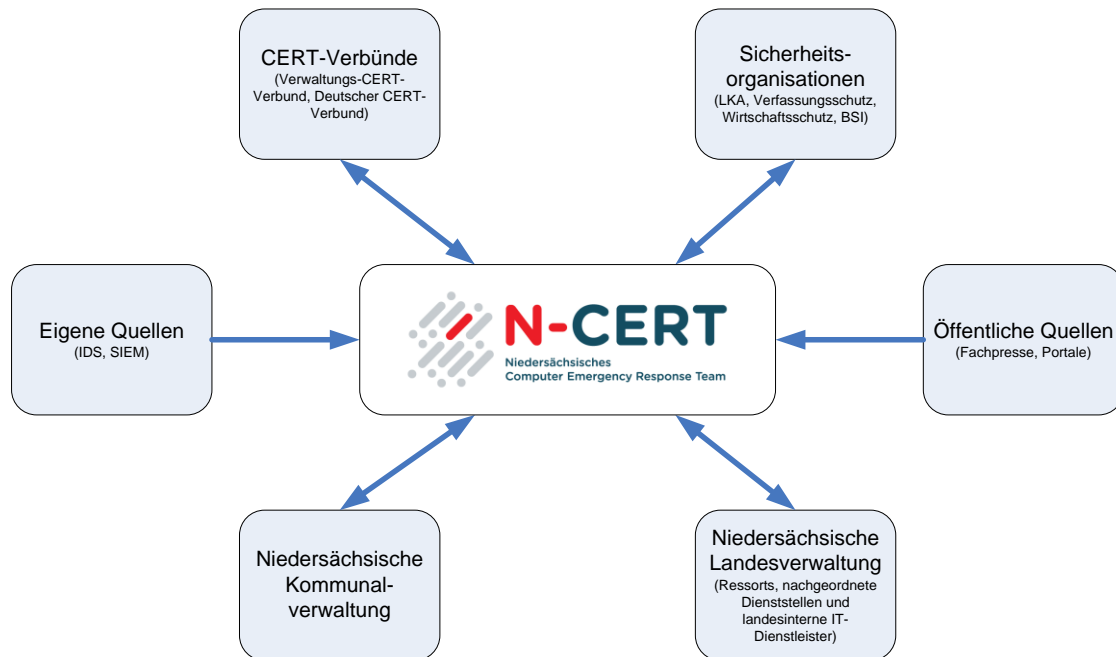 CERT-Verbünde
(Verwaltungs-CERT-
Verbund, Deutscher CERT-
Verbund)
Sicherheits-
organisationen
(LKA, Verfassungsschutz,
Wirtschaftsschutz, BSI)
Eigene Quellen
(IDS, SIEM)
N-CERT
Niedersächsisches
Computer Emergency Response Team
Öffentliche Quellen
(Fachpresse, Portale)
Niedersächsische
Kommunal-
verwaltung
Niedersächsische
Landesverwaltung
(Ressorts, nachgeordnete
Dienststellen und
landesinterne IT-
Dienstleister)